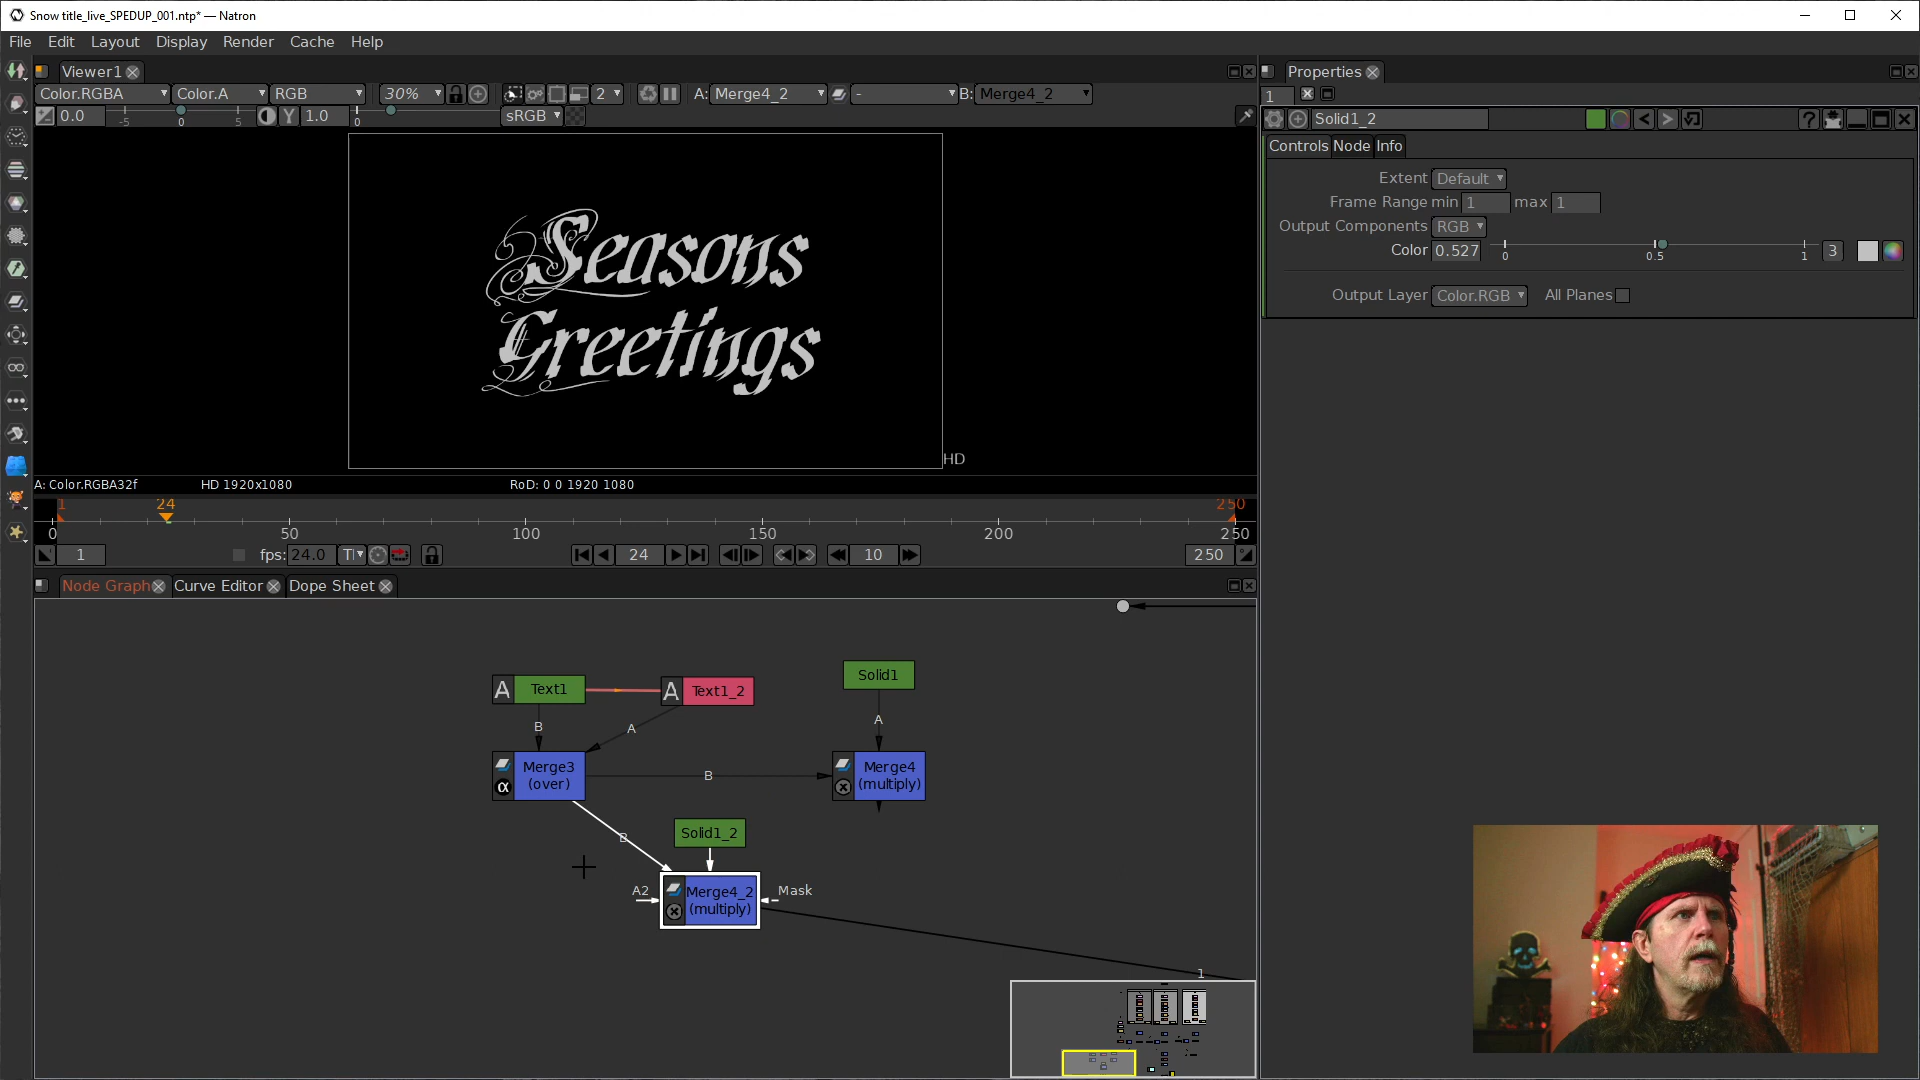 Snow title_live_SPEDUP_001.ntp* — Natron
File Edit Layout Display Render Cache Help
Viewer1
Color.RGBA Color.A RGB 30% 2 A: Merge4_2 - B: Merge4_2
0.0 -5 0 5 Y 1.0 0 sRGB
Seasons
Greetings
HD
A: Color.RGBA32f HD 1920x1080 RoD: 0 0 1920 1080
1 24 250
0 50 100 150 200 250
1 fps: 24.0 24 10 250
Node Graph Curve Editor Dope Sheet
A Text1
A Text1_2
Solid1
B A A
Merge3
(over)
α
B
Merge4
(multiply)
B
Solid1_2
A2
Merge4_2
(multiply)
Mask
1
Properties
1
Solid1_2
< > ?
Controls Node Info
Extent Default
Frame Range min 1 max 1
Output Components RGB
Color 0.527 0 0.5 1 3
Output Layer Color.RGB All Planes